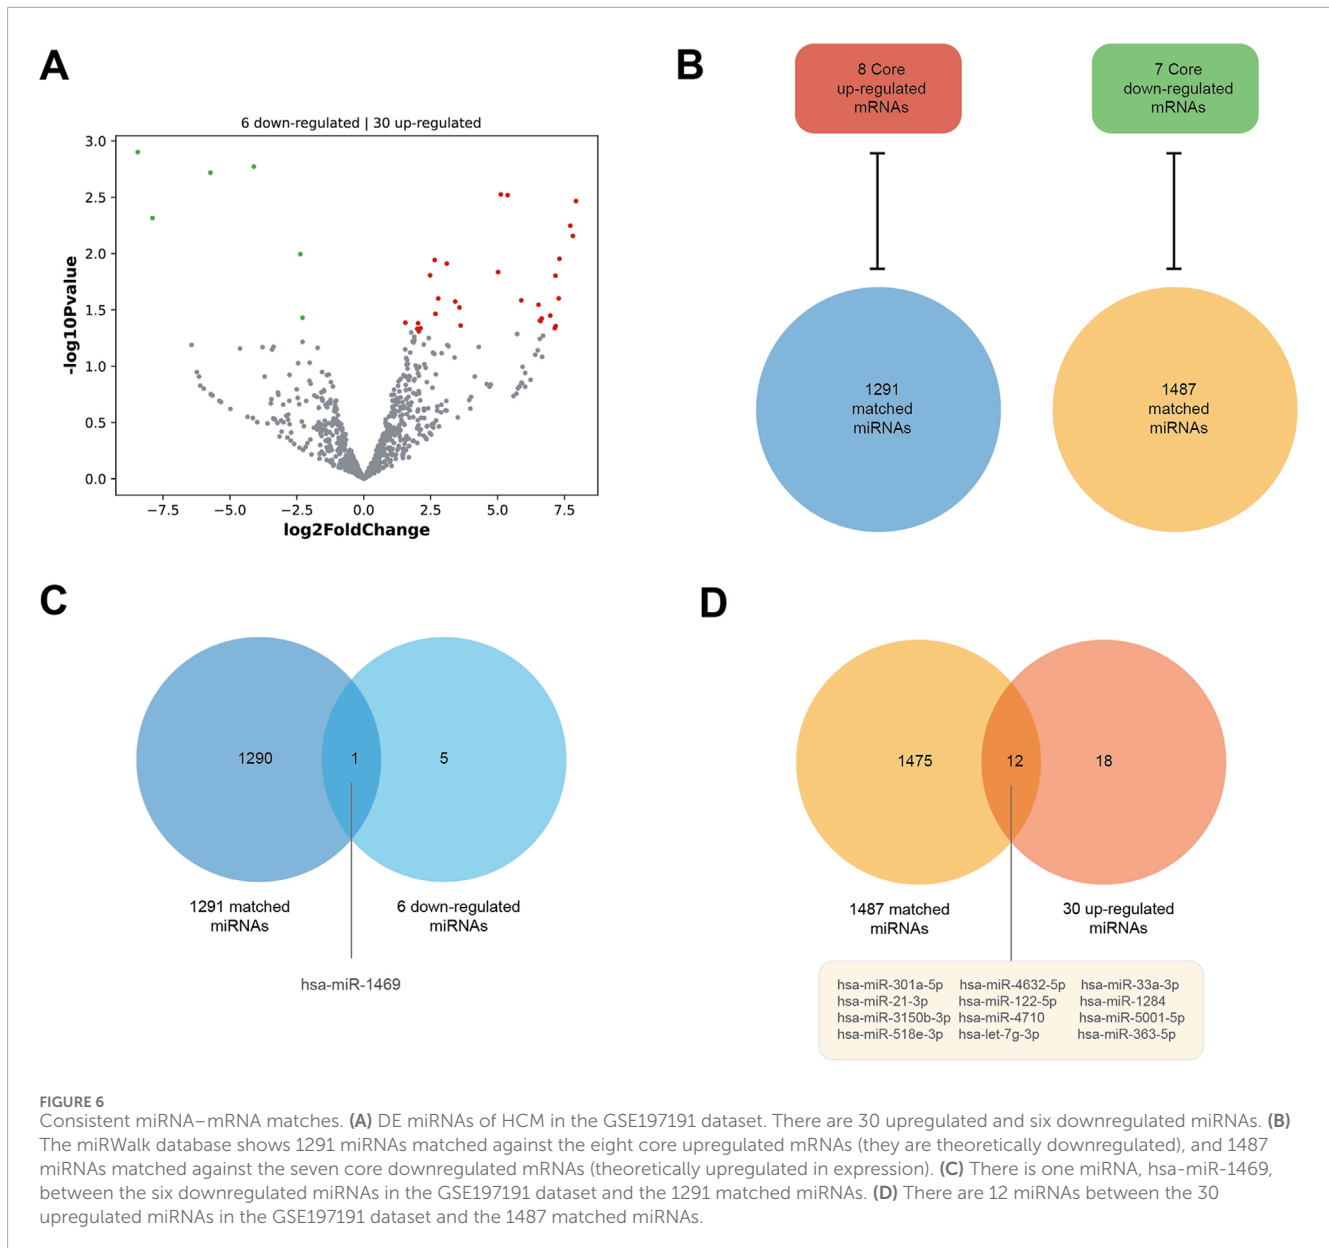 A
6 down-regulated | 30 up-regulated
3.0
2.5
2.0
1.5
1.0
0.5
0.0
-log10Pvalue
−7.5 −5.0 −2.5 0.0 2.5 5.0 7.5
log2FoldChange
B
8 Core
up-regulated
mRNAs
7 Core
down-regulated
mRNAs
1291
matched
miRNAs
1487
matched
miRNAs
C
1290 1 5
1291 matched
miRNAs
6 down-regulated
miRNAs
hsa-miR-1469
D
1475 12 18
1487 matched
miRNAs
30 up-regulated
miRNAs
hsa-miR-301a-5p hsa-miR-4632-5p hsa-miR-33a-3p
hsa-miR-21-3p hsa-miR-122-5p hsa-miR-1284
hsa-miR-3150b-3p hsa-miR-4710 hsa-miR-5001-5p
hsa-miR-518e-3p hsa-let-7g-3p hsa-miR-363-5p
FIGURE 6
Consistent miRNA–mRNA matches. (A) DE miRNAs of HCM in the GSE197191 dataset. There are 30 upregulated and six downregulated miRNAs. (B)
The miRWalk database shows 1291 miRNAs matched against the eight core upregulated mRNAs (they are theoretically downregulated), and 1487
miRNAs matched against the seven core downregulated mRNAs (theoretically upregulated in expression). (C) There is one miRNA, hsa-miR-1469,
between the six downregulated miRNAs in the GSE197191 dataset and the 1291 matched miRNAs. (D) There are 12 miRNAs between the 30
upregulated miRNAs in the GSE197191 dataset and the 1487 matched miRNAs.